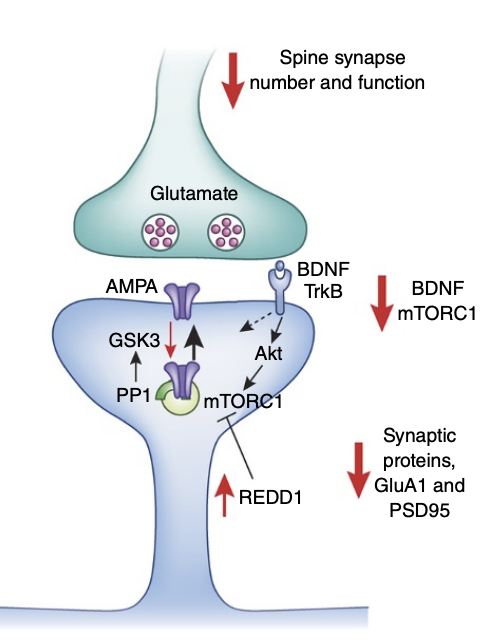 Spine synapse
number and function
Glutamate
BDNF
TrkB
AMPA
BDNF
mTORC1
GSK3
Akt
PP1
mTORC1
Synaptic
proteins,
GluA1 and
PSD95
REDD1